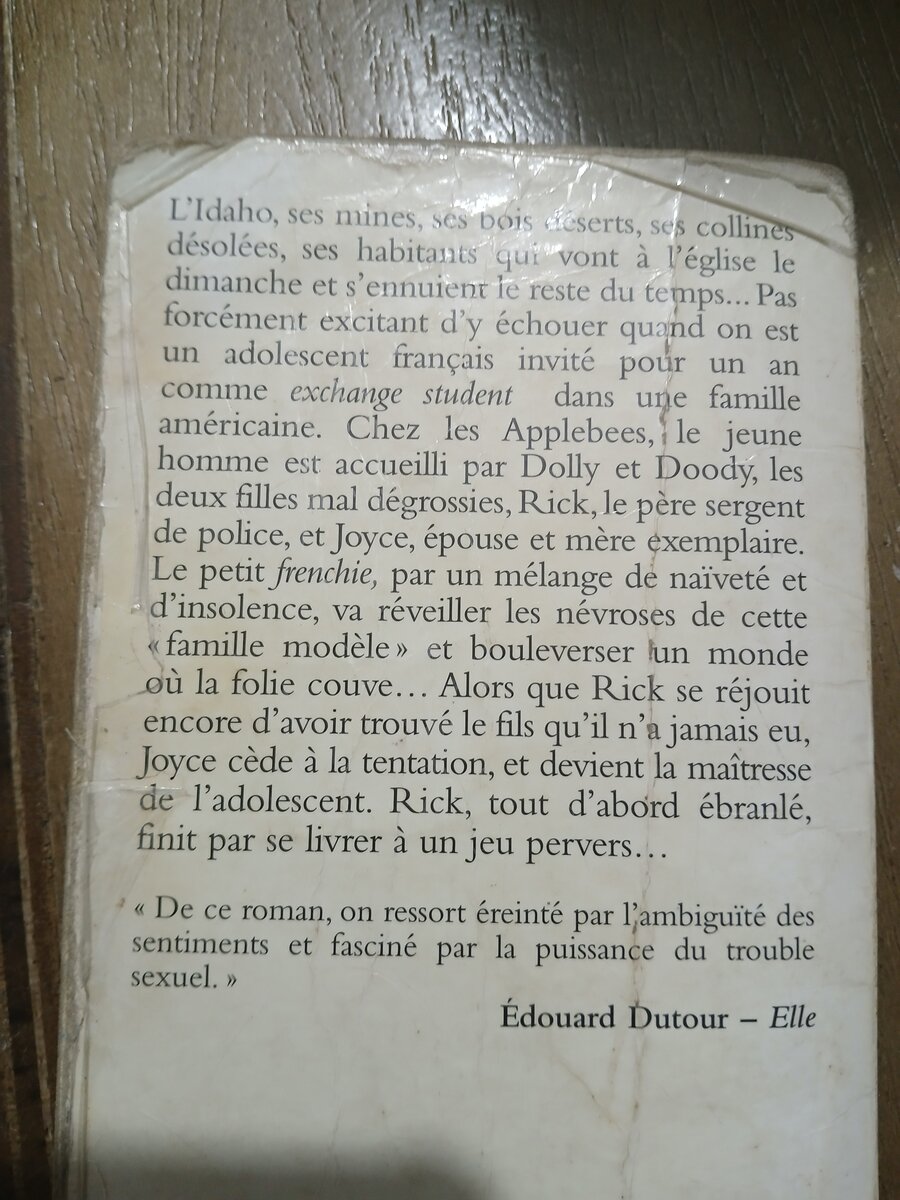 L'Idaho, ses mines, ses bois déserts, ses collines
désolées, ses habitants qui vont à l'église le
dimanche et s'ennuient le reste du temps... Pas
forcément excitant d'y échouer quand on est
un adolescent français invité pour un an
comme exchange student dans une famille
américaine. Chez les Applebees, le jeune
homme est accueilli par Dolly et Doody, les
deux filles mal dégrossies, Rick, le père sergent
de police, et Joyce, épouse et mère exemplaire.
Le petit frenchie, par un mélange de naïveté et
d'insolence, va réveiller les névroses de cette
« famille modèle » et bouleverser un monde
où la folie couve... Alors que Rick se réjouit
encore d'avoir trouvé le fils qu'il n'a jamais eu,
Joyce cède à la tentation, et devient la maîtresse
de l'adolescent. Rick, tout d'abord ébranlé,
finit par se livrer à un jeu pervers...
« De ce roman, on ressort éreinté par l'ambiguïté des
sentiments et fasciné par la puissance du trouble
sexuel. »
Édouard Dutour – Elle